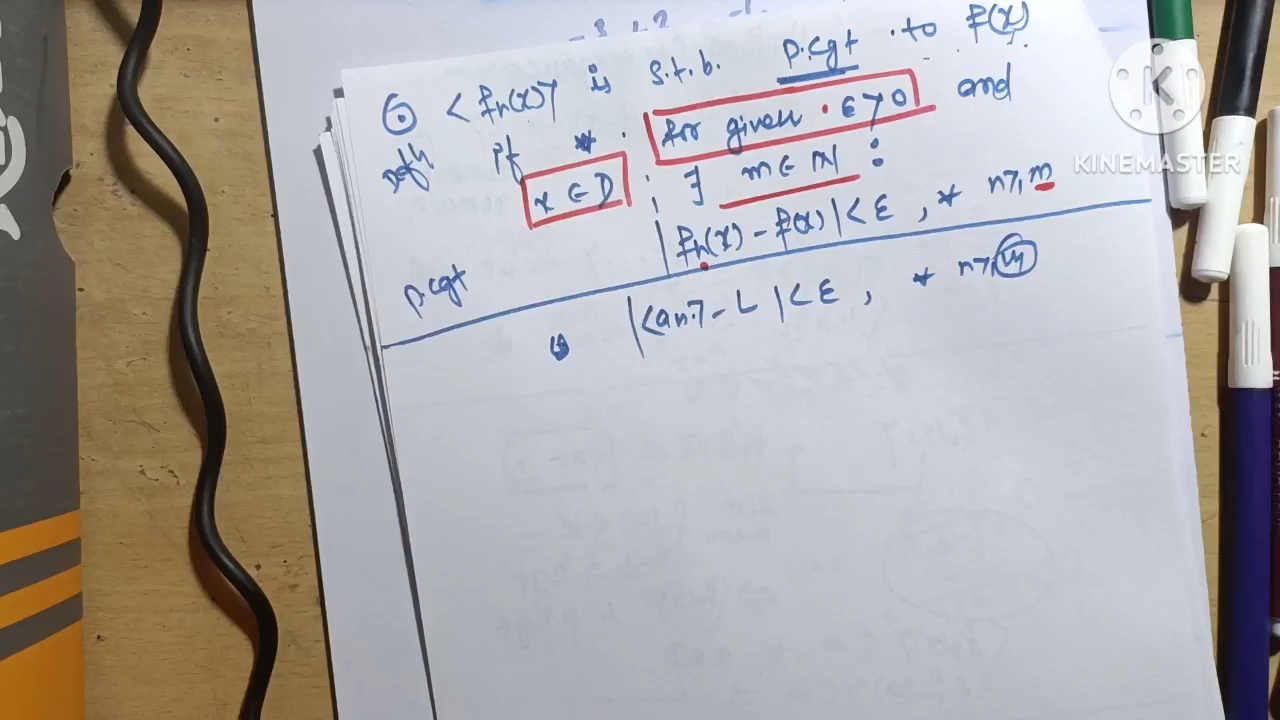 ⊙ <fn(x)> is s.t.b. p.cgt to f(x)
Defn if * for given ε>0 and
x ∈ D ; ∃ m ∈ N :
|fn(x) - f(x)| < ε , * n≥m
p.cgt
|<an> - L| < ε , * n≥m
KINEMASTER